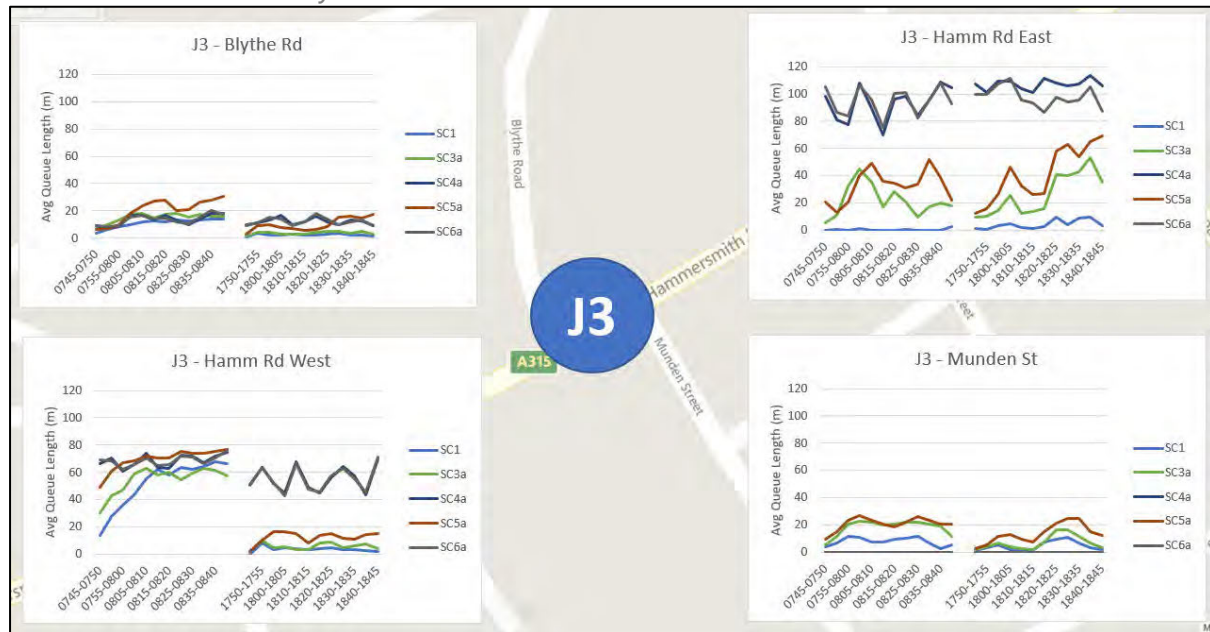 J3 - Blythe Rd
Avg Queue Length (m)
120
100
80
60
40
20
0
0745-0750
0755-0800
0805-0810
0815-0820
0825-0830
0835-0840
1750-1755
1800-1805
1810-1815
1820-1825
1830-1835
1840-1845
SC1
SC3a
SC4a
SC5a
SC6a
J3 - Hamm Rd East
Avg Queue Length (m)
120
100
80
60
40
20
0
0745-0750
0755-0800
0805-0810
0815-0820
0825-0830
0835-0840
1750-1755
1800-1805
1810-1815
1820-1825
1830-1835
1840-1845
SC1
SC3a
SC4a
SC5a
SC6a
Blythe Road
Hammersmith
J3
A315
Munden Street
J3 - Hamm Rd West
Avg Queue Length (m)
120
100
80
60
40
20
0
0745-0750
0755-0800
0805-0810
0815-0820
0825-0830
0835-0840
1750-1755
1800-1805
1810-1815
1820-1825
1830-1835
1840-1845
SC1
SC3a
SC4a
SC5a
SC6a
J3 - Munden St
Avg Queue Length (m)
120
100
80
60
40
20
0
0745-0750
0755-0800
0805-0810
0815-0820
0825-0830
0835-0840
1750-1755
1800-1805
1810-1815
1820-1825
1830-1835
1840-1845
SC1
SC3a
SC4a
SC5a
SC6a